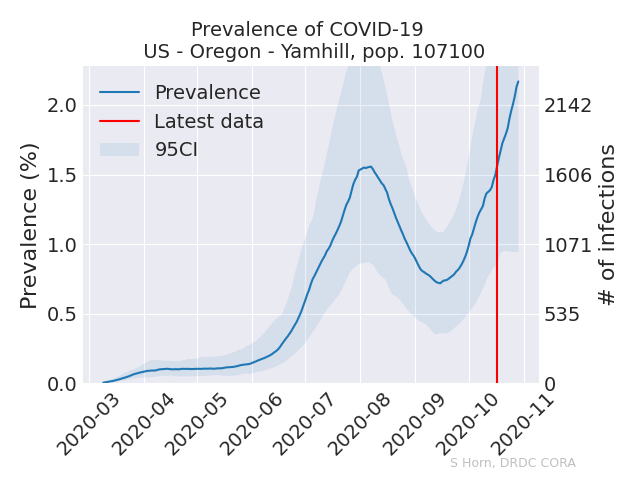 Prevalence of COVID-19
US - Oregon - Yamhill, pop. 107100
Prevalence
Latest data
95CI
Prevalence (%)
2.0
1.5
1.0
0.5
0.0
2142
1606
1071
535
0
# of infections
2020-03
2020-04
2020-05
2020-06
2020-07
2020-08
2020-09
2020-10
2020-11
S Horn, DRDC CORA